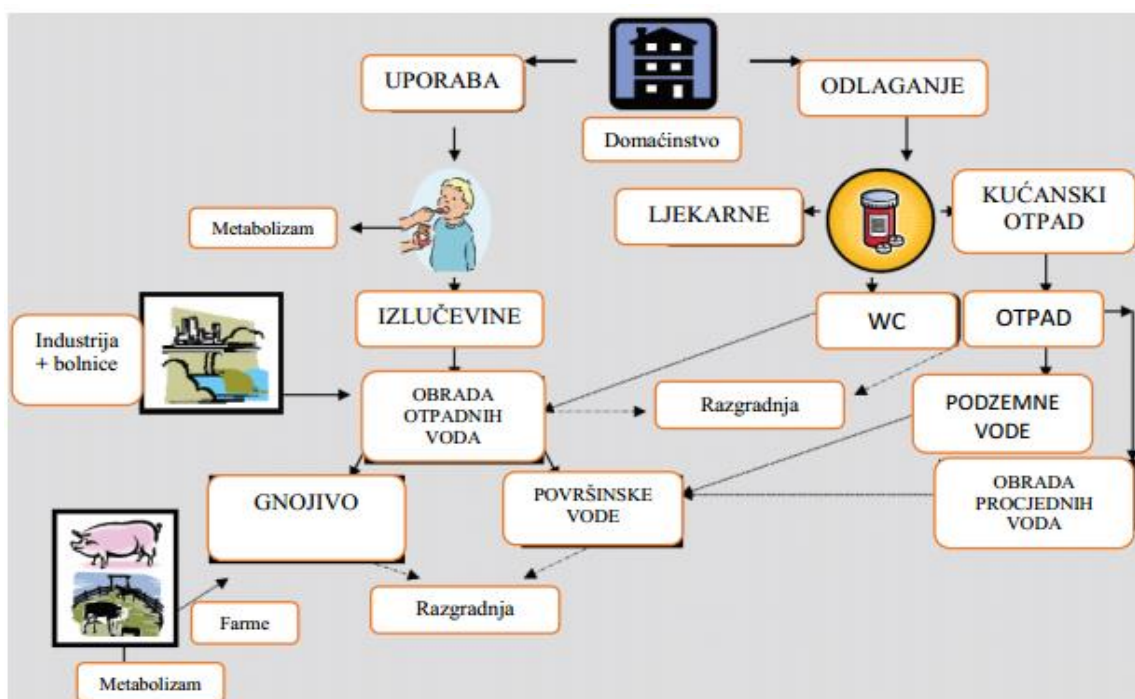 UPORABA
ODLAGANJE
Domaćinstvo
LJEKARNE
KUĆANSKI
OTPAD
Metabolizam
IZLUČEVINE
WC
OTPAD
Industrija
+ bolnice
OBRADA
OTPADNIH
VODA
Razgradnja
PODZEMNE
VODE
GNOJIVO
POVRŠINSKE
VODE
OBRADA
PROCJEDNIH
VODA
Farme
Razgradnja
Metabolizam